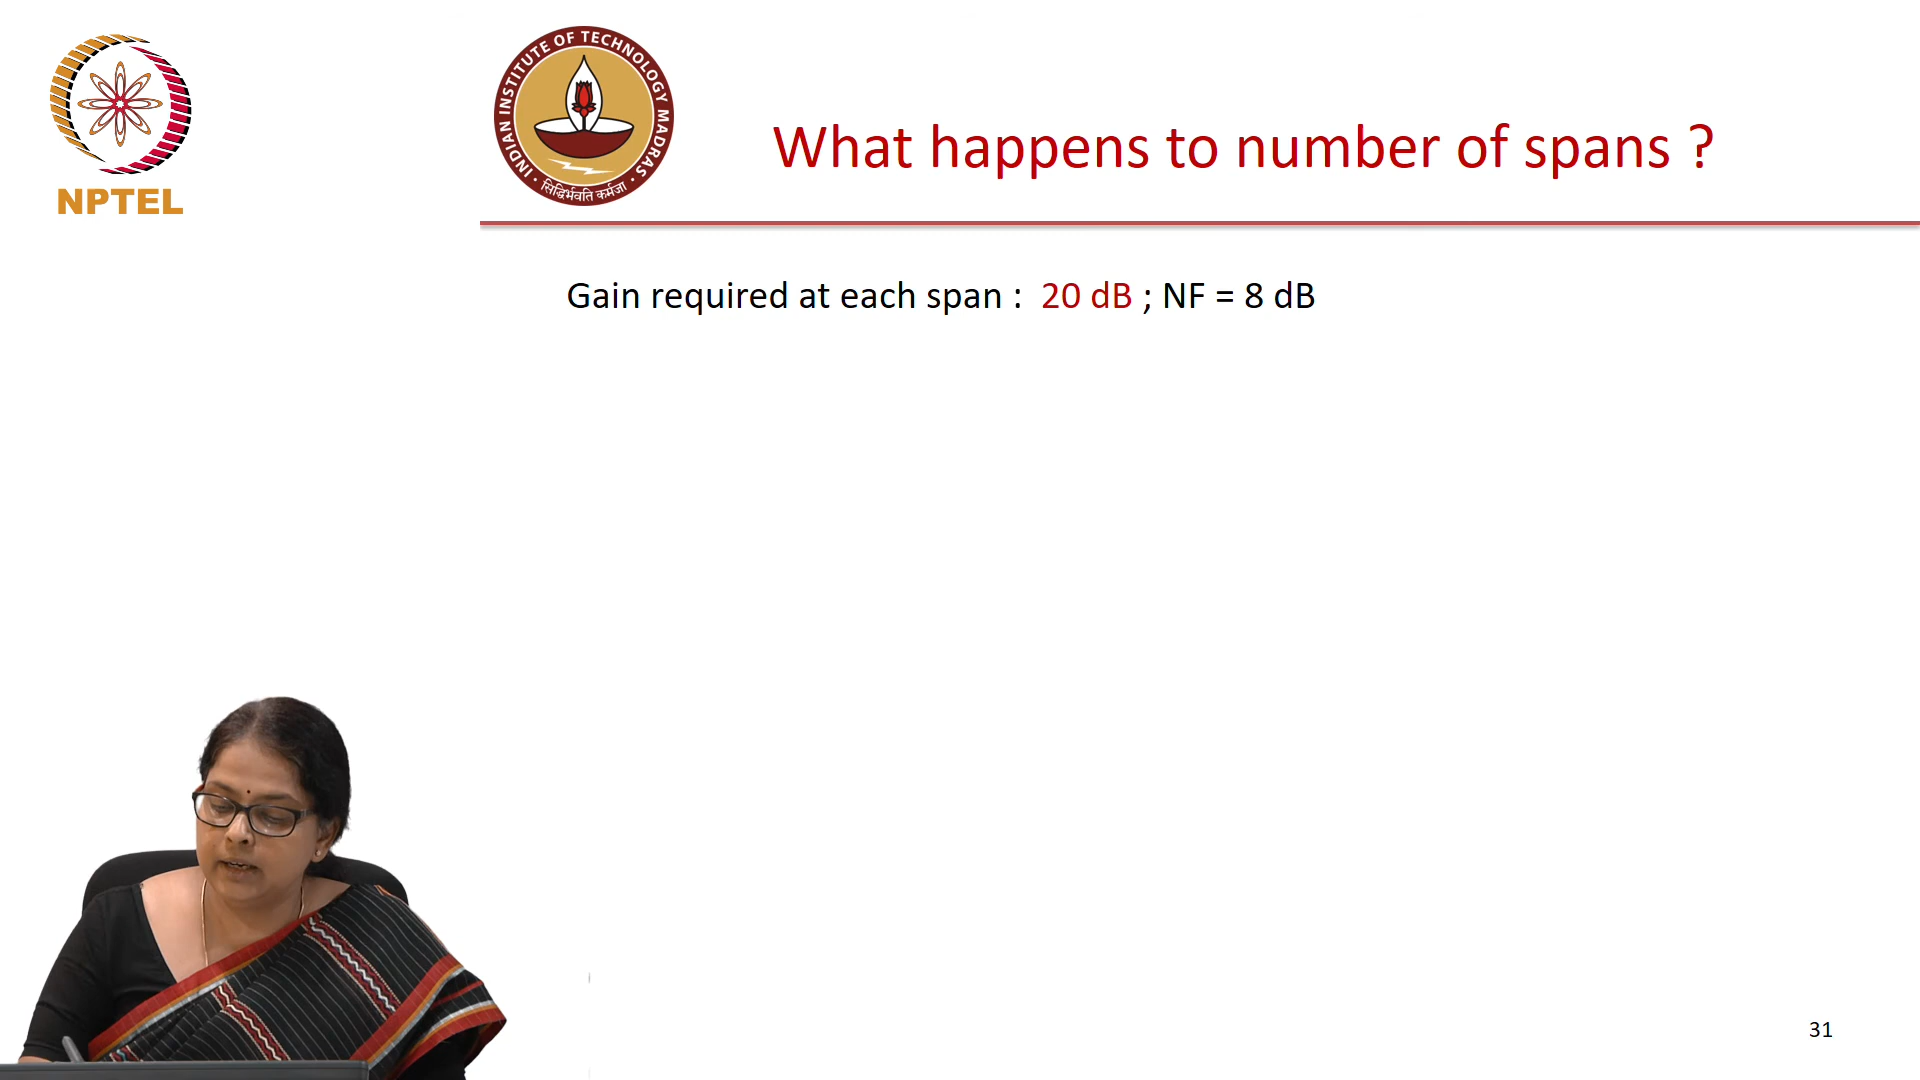 NPTEL
INDIAN INSTITUTE OF TECHNOLOGY MADRAS
सिद्धिर्भवति कर्मजा
What happens to number of spans ?
Gain required at each span : 20 dB ; NF = 8 dB
31